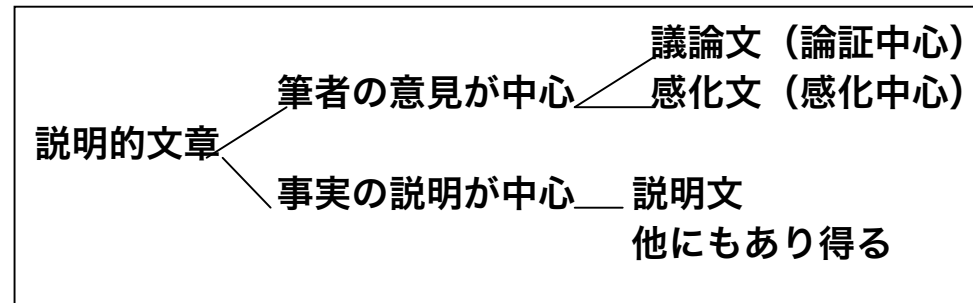 議論文（論証中心）
筆者の意見が中心 感化文（感化中心）
説明的文章
事実の説明が中心 説明文
他にもあり得る